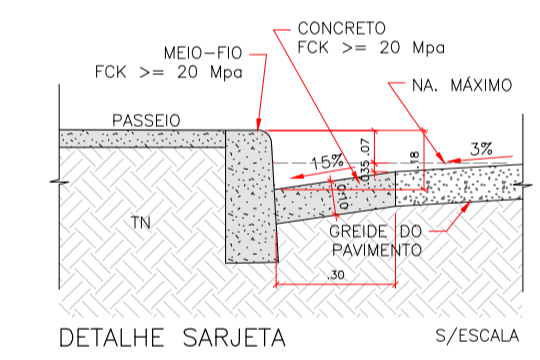 CONCRETO
FCK >= 20 Mpa
MEIO-FIO
FCK >= 20 Mpa
NA. MÁXIMO
PASSEIO
.07
.035
.18
3%
15%
0.10
TN
GREIDE DO
PAVIMENTO
.30
DETALHE SARJETA
S/ESCALA